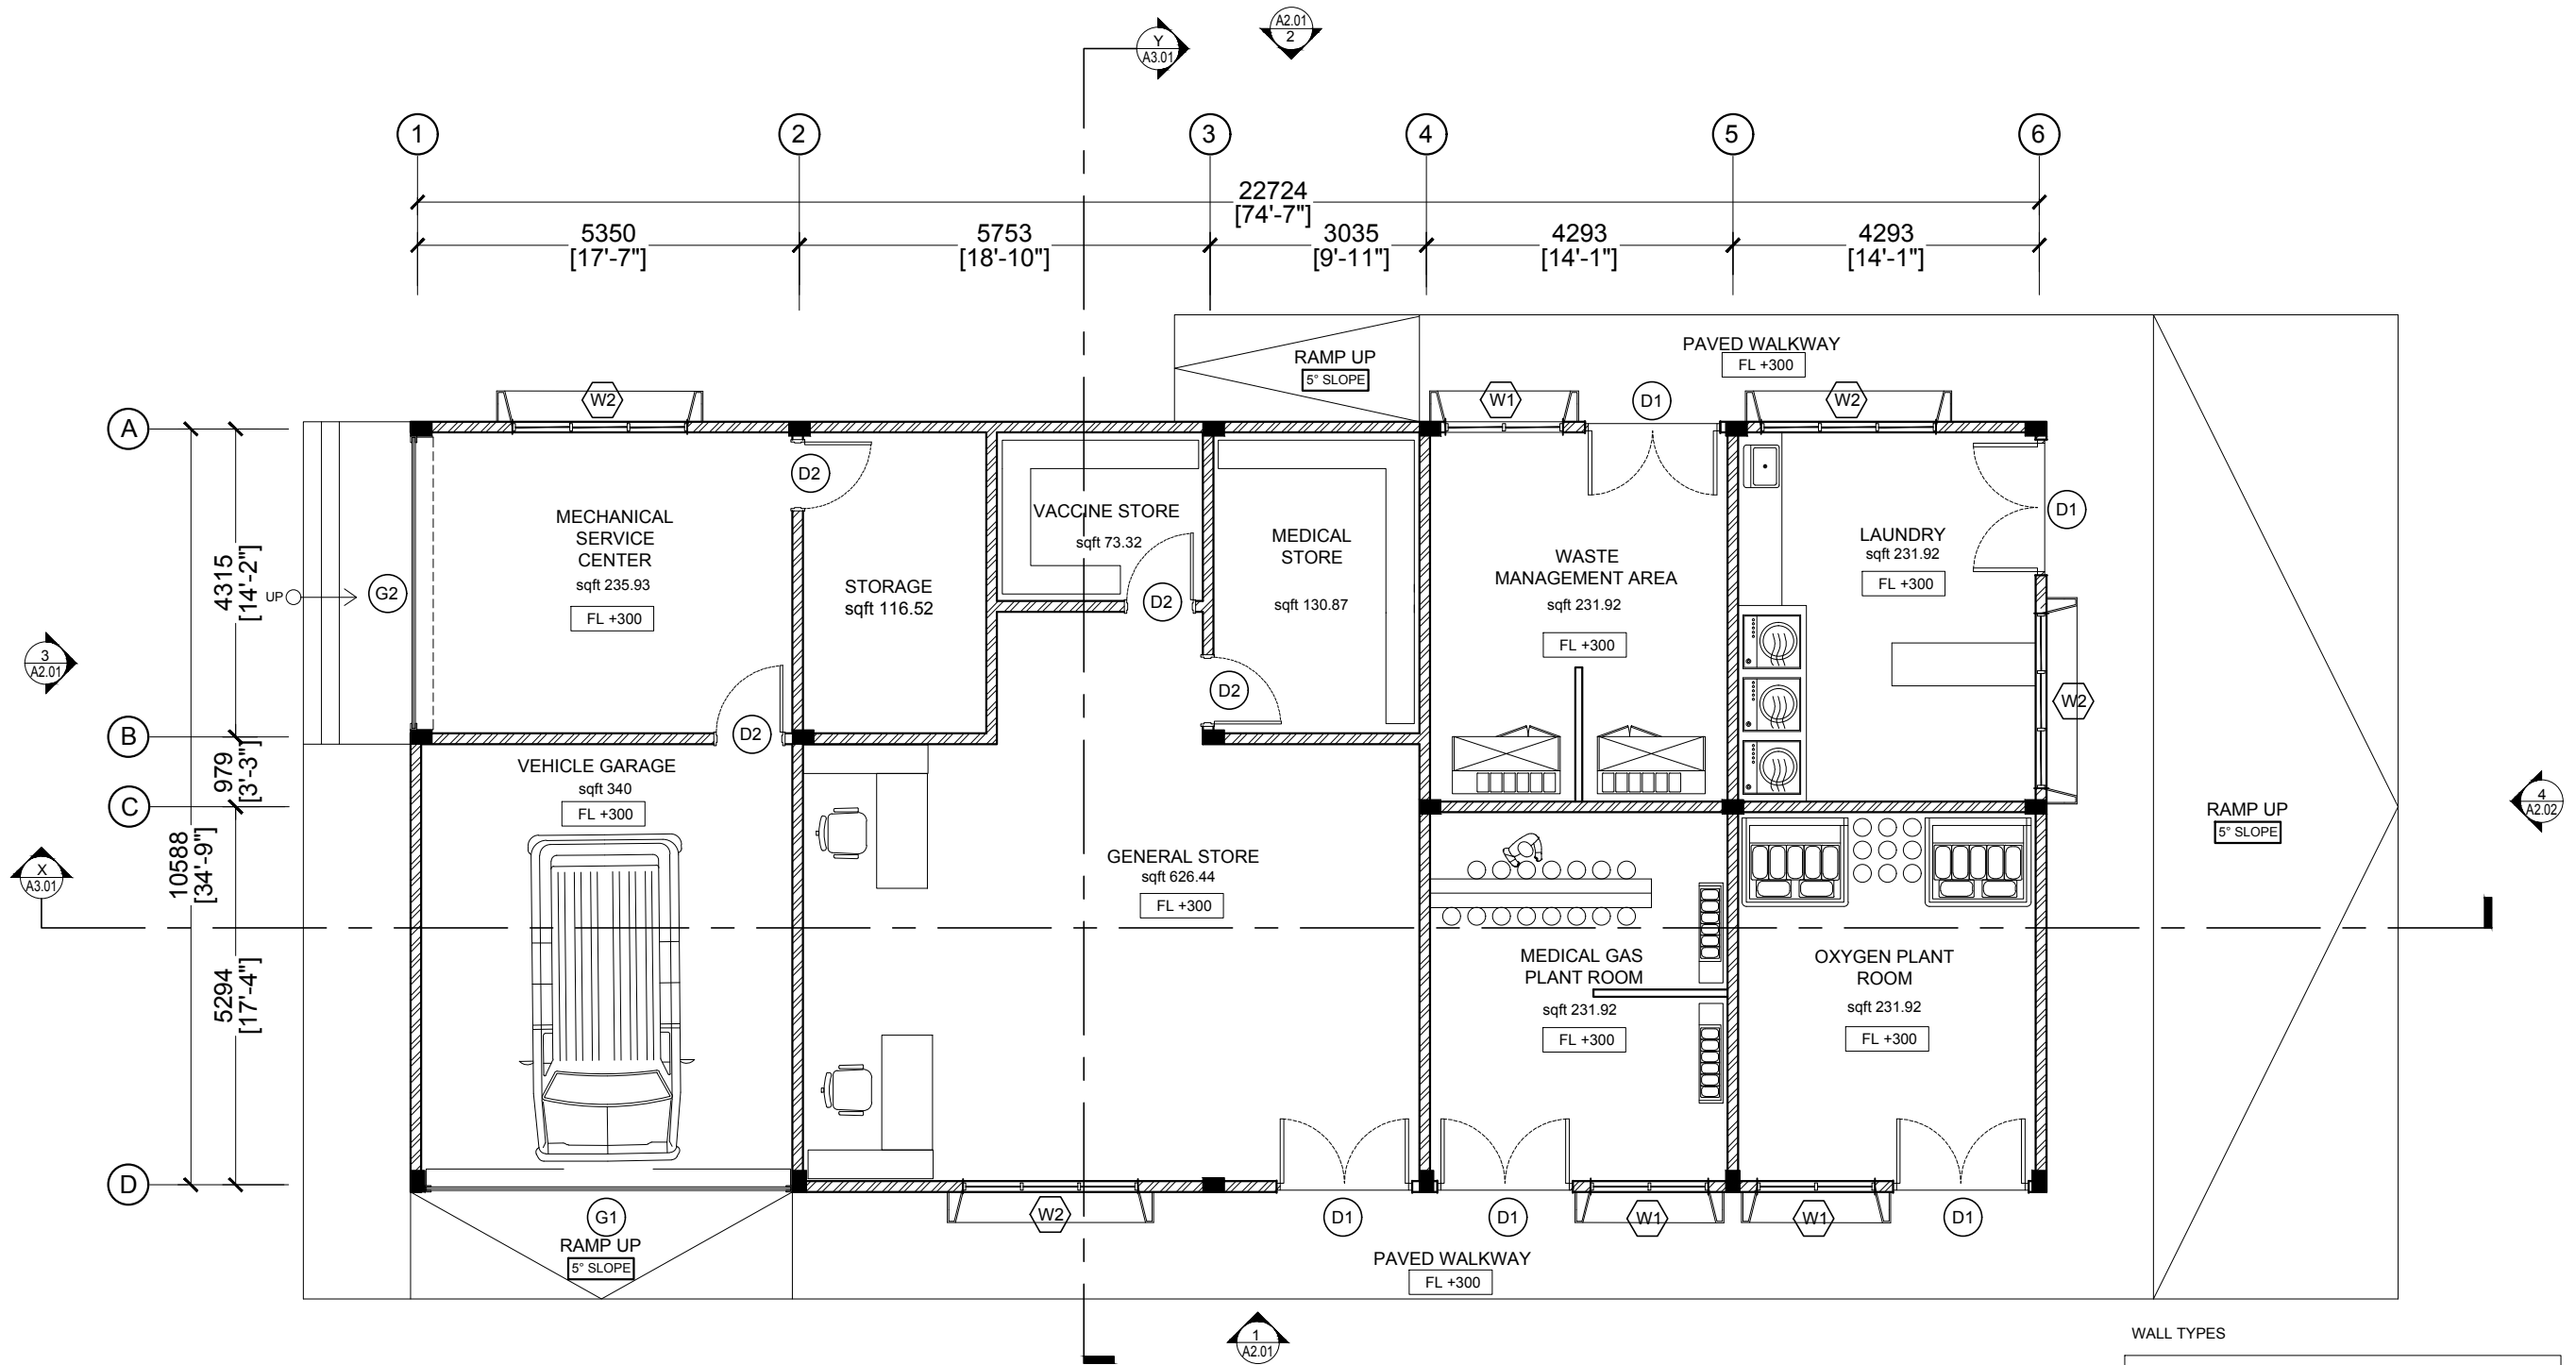 Y
A3.01
A2.01
2
1
2
3
4
5
6
22724
[74'-7"]
5350
[17'-7"]
5753
[18'-10"]
3035
[9'-11"]
4293
[14'-1"]
4293
[14'-1"]
RAMP UP
5° SLOPE
PAVED WALKWAY
FL +300
W2
W1
D1
W2
A
B
C
D
4315
[14'-2"]
979
[3'-3"]
10588
[34'-9"]
5294
[17'-4"]
UP
G2
3
A2.01
X
A3.01
MECHANICAL
SERVICE
CENTER
sqft 235.93
FL +300
D2
D2
STORAGE
sqft 116.52
VACCINE STORE
sqft 73.32
D2
MEDICAL
STORE
sqft 130.87
D2
WASTE
MANAGEMENT AREA
sqft 231.92
FL +300
LAUNDRY
sqft 231.92
FL +300
D1
W2
VEHICLE GARAGE
sqft 340
FL +300
GENERAL STORE
sqft 626.44
FL +300
MEDICAL GAS
PLANT ROOM
sqft 231.92
FL +300
OXYGEN PLANT
ROOM
sqft 231.92
FL +300
RAMP UP
5° SLOPE
4
A2.02
G1
RAMP UP
5° SLOPE
W2
D1
D1
W1
W1
D1
PAVED WALKWAY
FL +300
1
A2.01
WALL TYPES